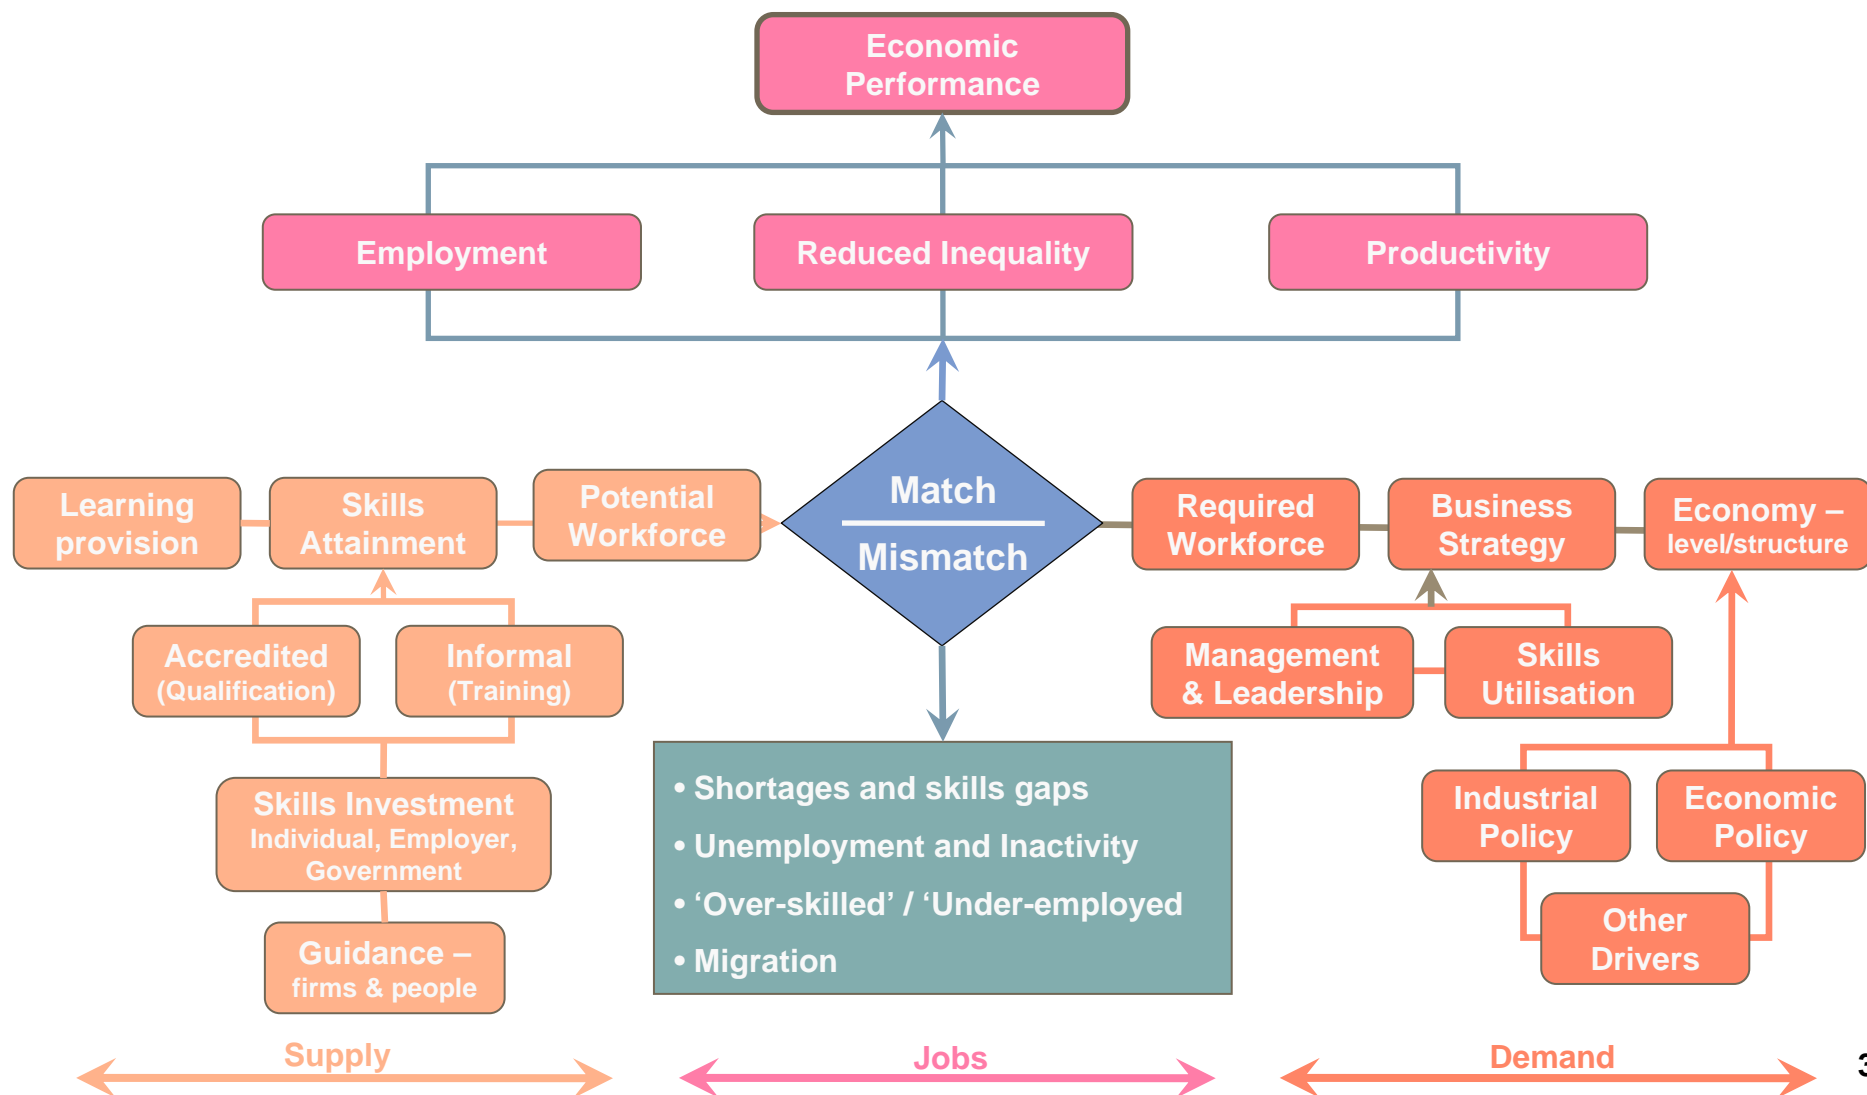 Economic
Performance
Employment
Reduced Inequality
Productivity
Learning
provision
Skills
Attainment
Potential
Workforce
Match
Mismatch
Required
Workforce
Business
Strategy
Economy –
level/structure
Accredited
(Qualification)
Informal
(Training)
Management
& Leadership
Skills
Utilisation
Skills Investment
Individual, Employer,
Government
Guidance –
firms & people
• Shortages and skills gaps
• Unemployment and Inactivity
• ‘Over-skilled’ / ‘Under-employed
• Migration
Industrial
Policy
Economic
Policy
Other
Drivers
Supply
Jobs
Demand
3